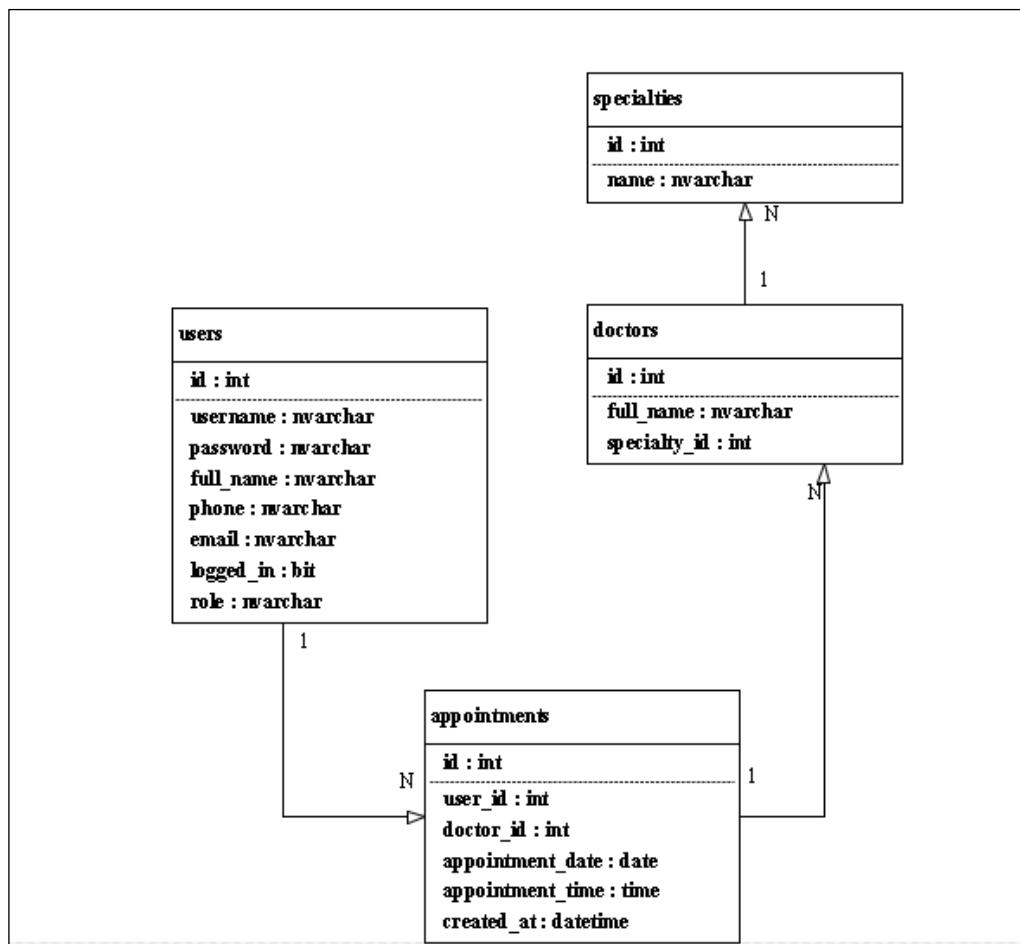 specialties
id : int
name : nvarchar
N
1
users
id : int
username : nvarchar
password : nvarchar
full_name : nvarchar
phone : nvarchar
email : nvarchar
logged_in : bit
role : nvarchar
1
doctors
id : int
full_name : nvarchar
specialty_id : int
N
appointments
id : int
user_id : int
doctor_id : int
appointment_date : date
appointment_time : time
created_at : datetime
N
1